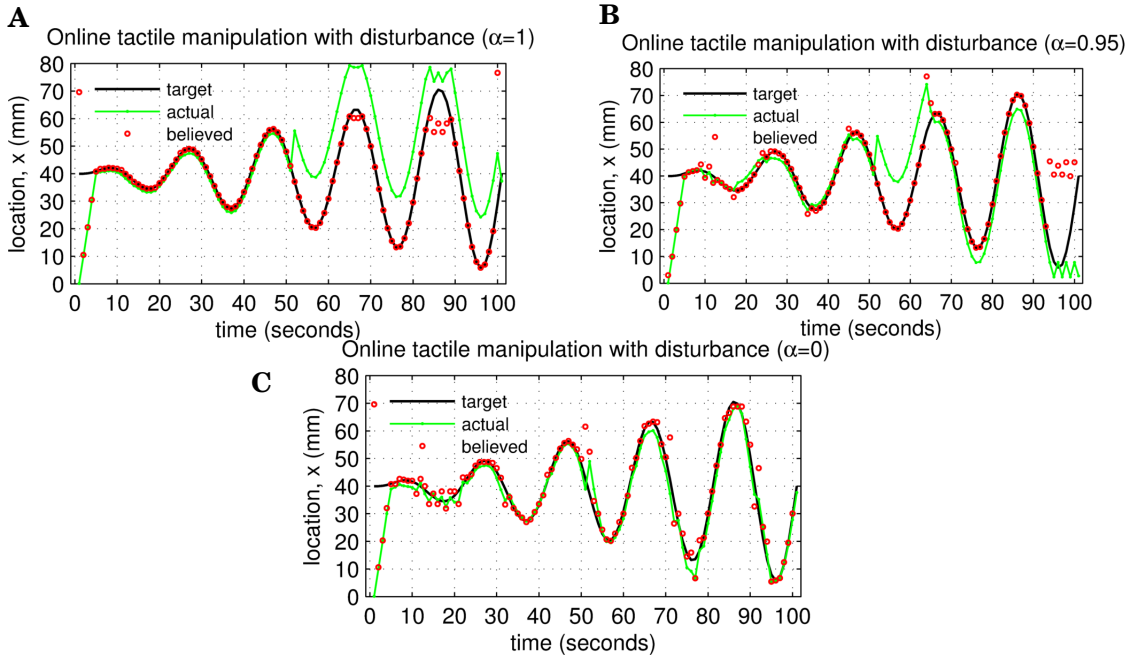 A
Online tactile manipulation with disturbance (α=1)
80
70
60
50
40
30
20
10
0
location, x (mm)
target
actual
believed
0 10 20 30 40 50 60 70 80 90 100
time (seconds)
B
Online tactile manipulation with disturbance (α=0.95)
80
70
60
50
40
30
20
10
0
location, x (mm)
target
actual
believed
0 10 20 30 40 50 60 70 80 90 100
time (seconds)
C
Online tactile manipulation with disturbance (α=0)
80
70
60
50
40
30
20
10
0
location, x (mm)
target
actual
believed
0 10 20 30 40 50 60 70 80 90 100
time (seconds)